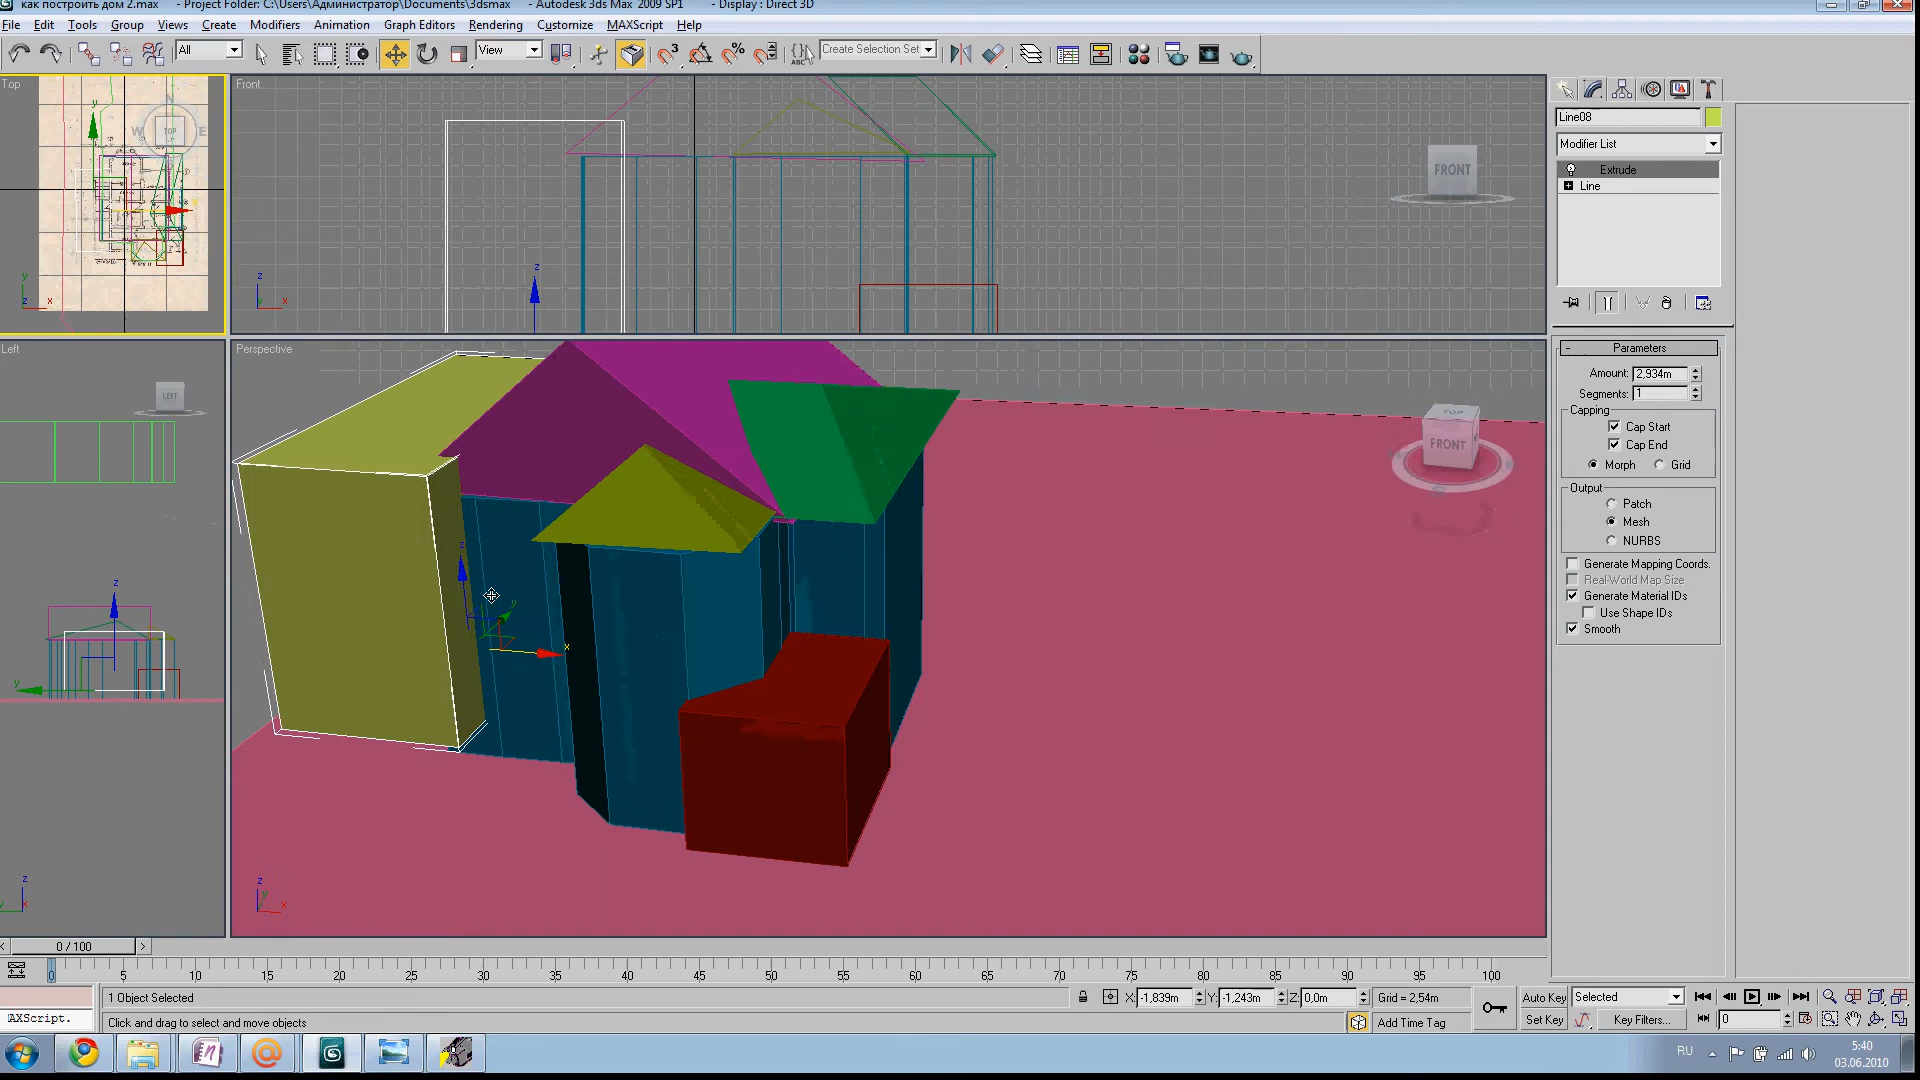 как построить дом 2.max - Project Folder: C:\Users\Администратор\Documents\3dsmax - Autodesk 3ds Max 2009 SP1 - Display : Direct 3D
File Edit Tools Group Views Create Modifiers Animation Graph Editors Rendering Customize MAXScript Help
All View Create Selection Set
Top
Front
N
W TOP E
y
x
z
FRONT
Line08
Modifier List
Extrude
Line
Left
Perspective
LEFT
TOP
FRONT
Parameters
Amount: 2,934m
Segments: 1
Capping
Cap Start
Cap End
Morph Grid
Output
Patch
Mesh
NURBS
Generate Mapping Coords.
Real-World Map Size
Generate Material IDs
Use Shape IDs
Smooth
< 0 / 100 >
0 5 10 15 20 25 30 35 40 45 50 55 60 65 70 75 80 85 90 95 100
1 Object Selected X: -1,839m Y: -1,243m Z: 0,0m Grid = 2,54m Auto Key Selected
AXScript. Click and drag to select and move objects Add Time Tag Set Key Key Filters... 0
RU 5:40
03.06.2010